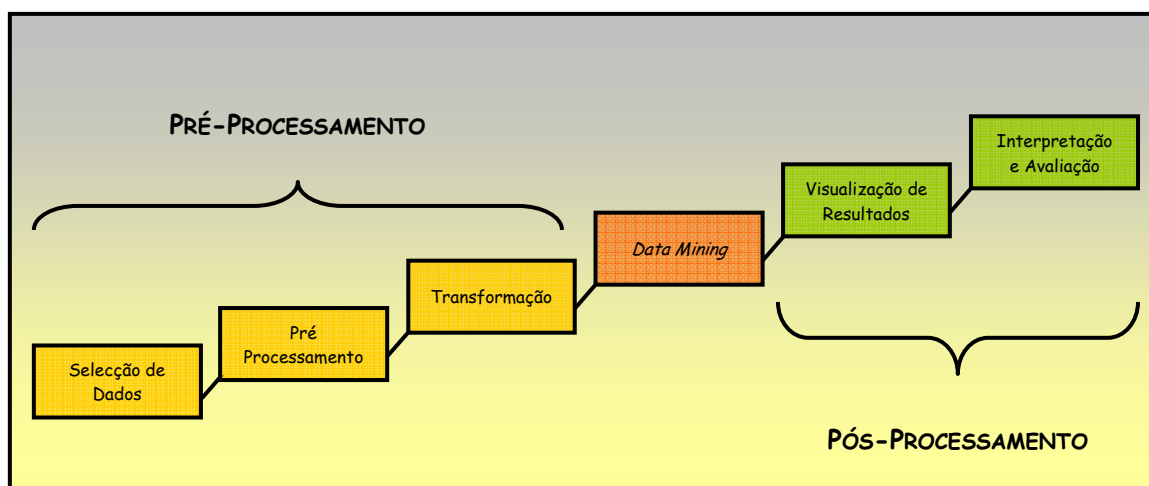 PRÉ-PROCESSAMENTO
Selecção de
Dados
Pré
Processamento
Transformação
Data Mining
Visualização de
Resultados
Interpretação
e Avaliação
PÓS-PROCESSAMENTO